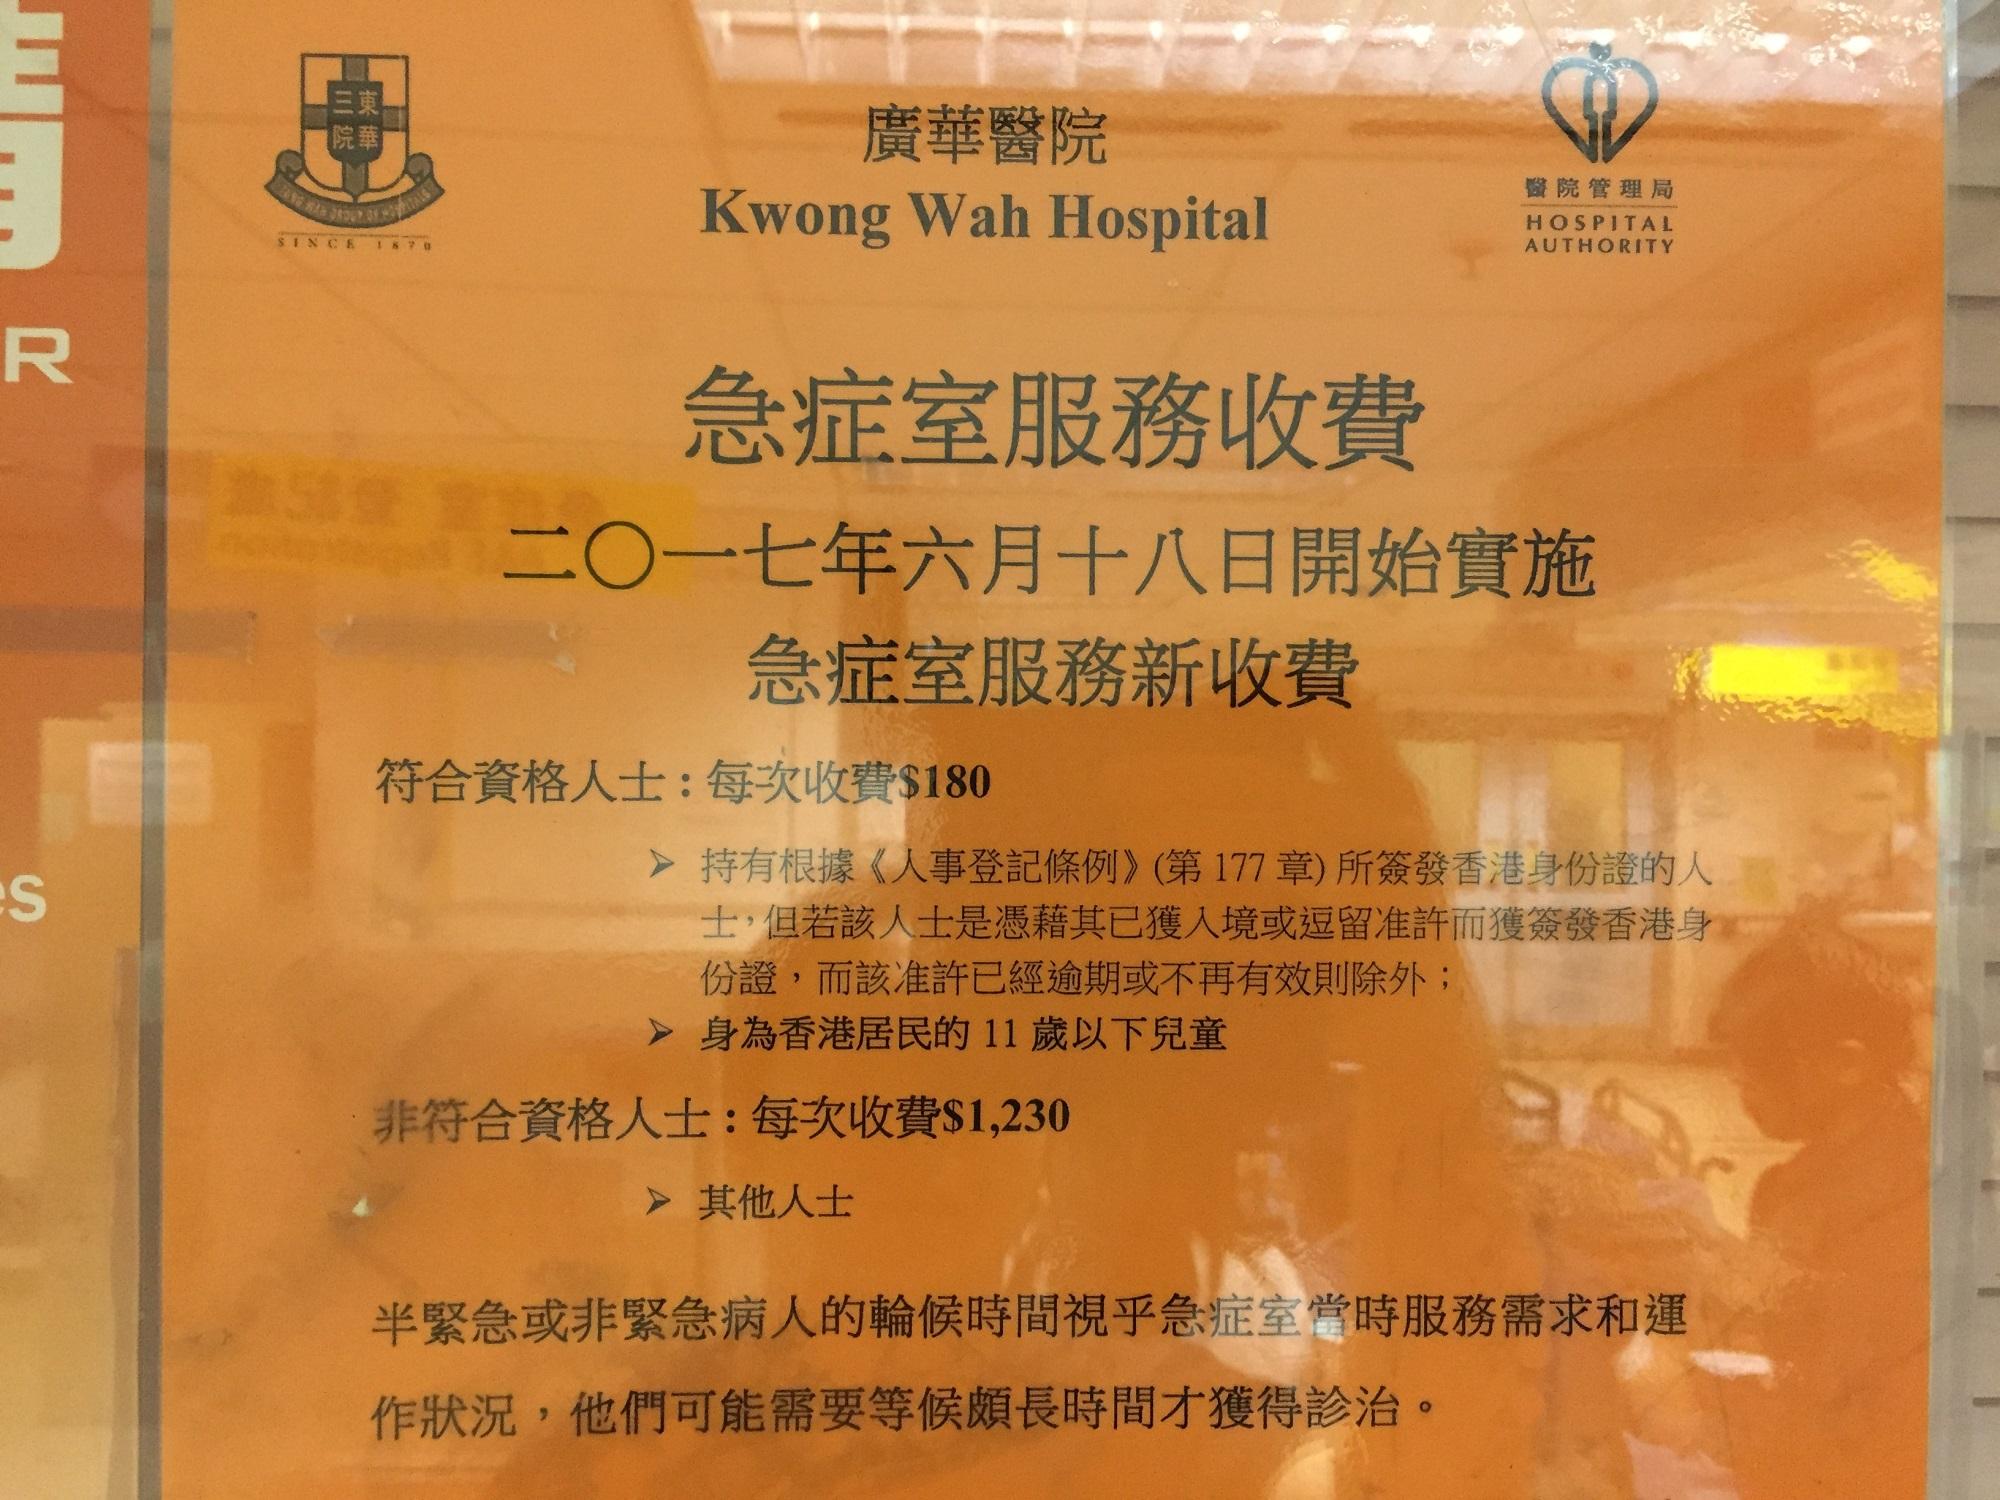 三東
院華
TUNG WAH GROUP OF HOSPITALS
SINCE 1870
廣華醫院
Kwong Wah Hospital
醫院管理局
HOSPITAL
AUTHORITY
R
es
急症室服務收費
二〇一七年六月十八日開始實施
急症室服務新收費
符合資格人士：每次收費$180
➢ 持有根據《人事登記條例》(第 177 章) 所簽發香港身份證的人
士，但若該人士是憑藉其已獲入境或逗留准許而獲簽發香港身
份證，而該准許已經逾期或不再有效則除外；
➢ 身為香港居民的 11 歲以下兒童
非符合資格人士：每次收費$1,230
➢ 其他人士
半緊急或非緊急病人的輪候時間視乎急症室當時服務需求和運
作狀況，他們可能需要等候頗長時間才獲得診治。